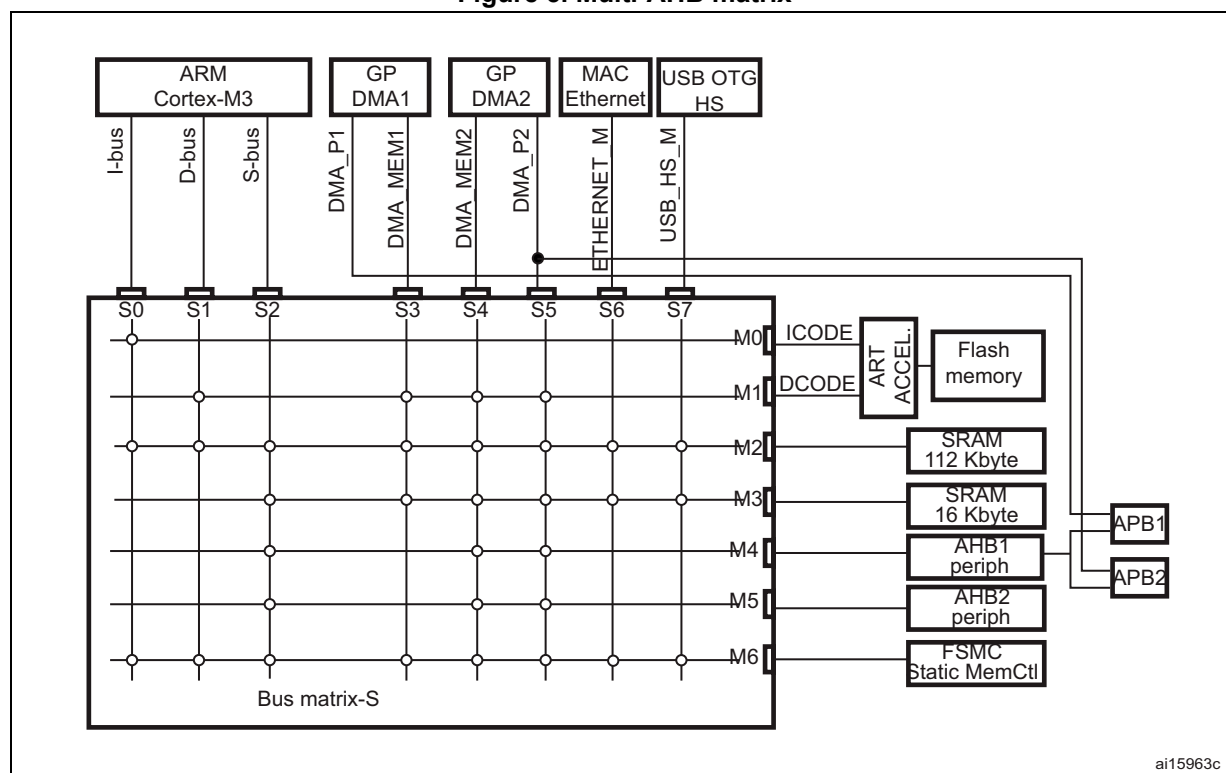 Figure 5. Multi-AHB matrix
ARM
Cortex-M3
GP
DMA1
GP
DMA2
MAC
Ethernet
USB OTG
HS
I-bus
D-bus
S-bus
DMA_P1
DMA_MEM1
DMA_MEM2
DMA_P2
ETHERNET_M
USB_HS_M
S0
S1
S2
S3
S4
S5
S6
S7
M0
ICODE
M1
DCODE
ART
ACCEL.
Flash
memory
M2
SRAM
112 Kbyte
M3
SRAM
16 Kbyte
M4
AHB1
periph
M5
AHB2
periph
M6
FSMC
Static MemCtl
APB1
APB2
Bus matrix-S
ai15963c